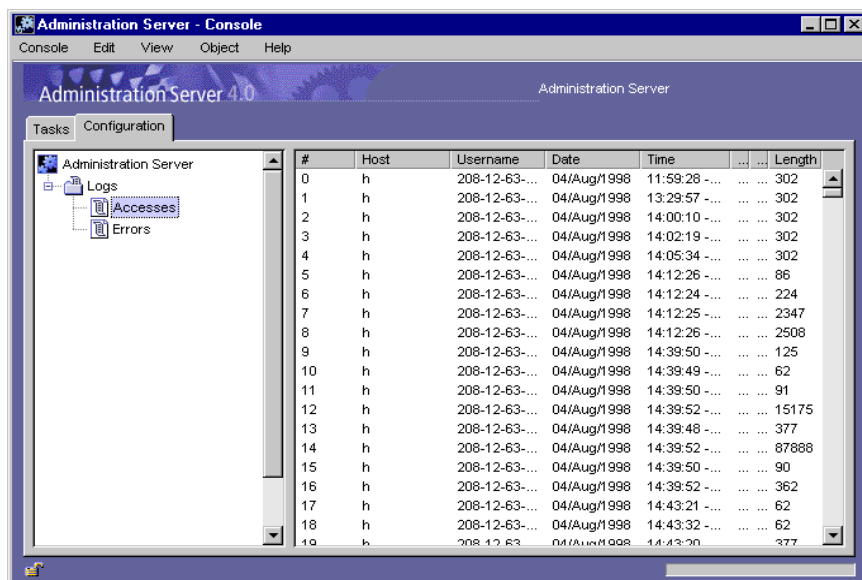 Administration Server - Console
Console Edit View Object Help
Administration Server 4.0
Administration Server
Tasks Configuration
Administration Server
Logs
Accesses
Errors
# Host Username Date Time ... ... Length
0 h 208-12-63-... 04/Aug/1998 11:59:28 -... ... ... 302
1 h 208-12-63-... 04/Aug/1998 13:29:57 -... ... ... 302
2 h 208-12-63-... 04/Aug/1998 14:00:10 -... ... ... 302
3 h 208-12-63-... 04/Aug/1998 14:02:19 -... ... ... 302
4 h 208-12-63-... 04/Aug/1998 14:05:34 -... ... ... 302
5 h 208-12-63-... 04/Aug/1998 14:12:26 -... ... ... 86
6 h 208-12-63-... 04/Aug/1998 14:12:24 -... ... ... 224
7 h 208-12-63-... 04/Aug/1998 14:12:25 -... ... ... 2347
8 h 208-12-63-... 04/Aug/1998 14:12:26 -... ... ... 2508
9 h 208-12-63-... 04/Aug/1998 14:39:50 -... ... ... 125
10 h 208-12-63-... 04/Aug/1998 14:39:49 -... ... ... 62
11 h 208-12-63-... 04/Aug/1998 14:39:50 -... ... ... 91
12 h 208-12-63-... 04/Aug/1998 14:39:52 -... ... ... 15175
13 h 208-12-63-... 04/Aug/1998 14:39:48 -... ... ... 377
14 h 208-12-63-... 04/Aug/1998 14:39:52 -... ... ... 87888
15 h 208-12-63-... 04/Aug/1998 14:39:50 -... ... ... 90
16 h 208-12-63-... 04/Aug/1998 14:39:52 -... ... ... 362
17 h 208-12-63-... 04/Aug/1998 14:43:21 -... ... ... 62
18 h 208-12-63-... 04/Aug/1998 14:43:32 -... ... ... 62
19 h 208-12-63 04/Aug/1998 14:43:20 377